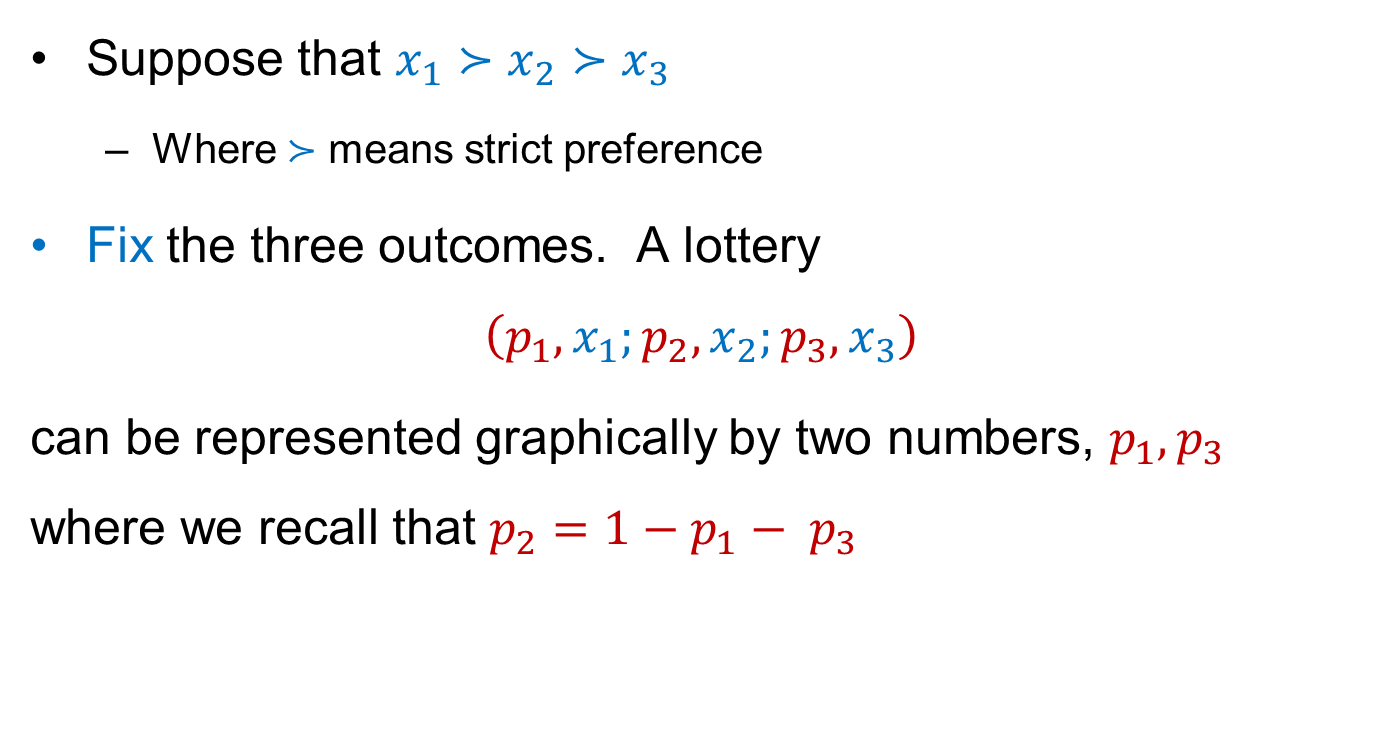 • Suppose that x₁ ≻ x₂ ≻ x₃
– Where ≻ means strict preference
• Fix the three outcomes. A lottery
(p₁, x₁; p₂, x₂; p₃, x₃)
can be represented graphically by two numbers, p₁, p₃
where we recall that p₂ = 1 − p₁ − p₃